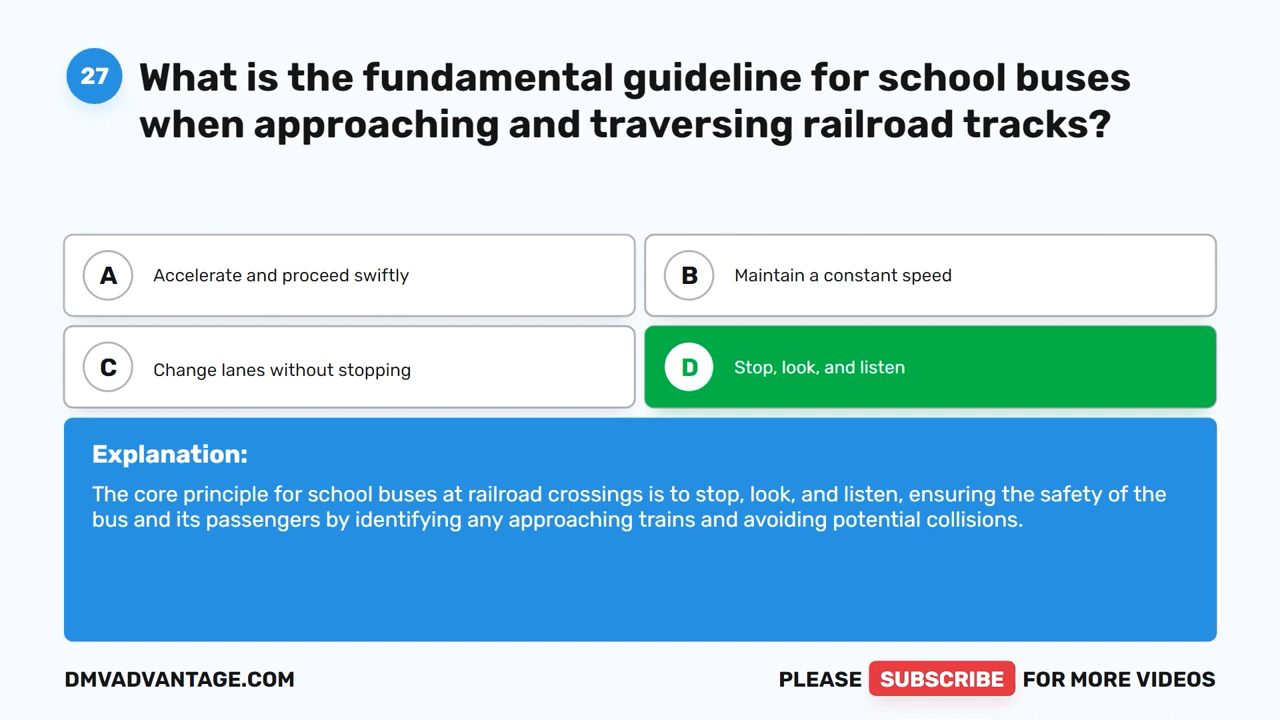 27
What is the fundamental guideline for school buses
when approaching and traversing railroad tracks?
A Accelerate and proceed swiftly
B Maintain a constant speed
C Change lanes without stopping
D Stop, look, and listen
Explanation:
The core principle for school buses at railroad crossings is to stop, look, and listen, ensuring the safety of the
bus and its passengers by identifying any approaching trains and avoiding potential collisions.
DMVADVANTAGE.COM
PLEASE SUBSCRIBE FOR MORE VIDEOS